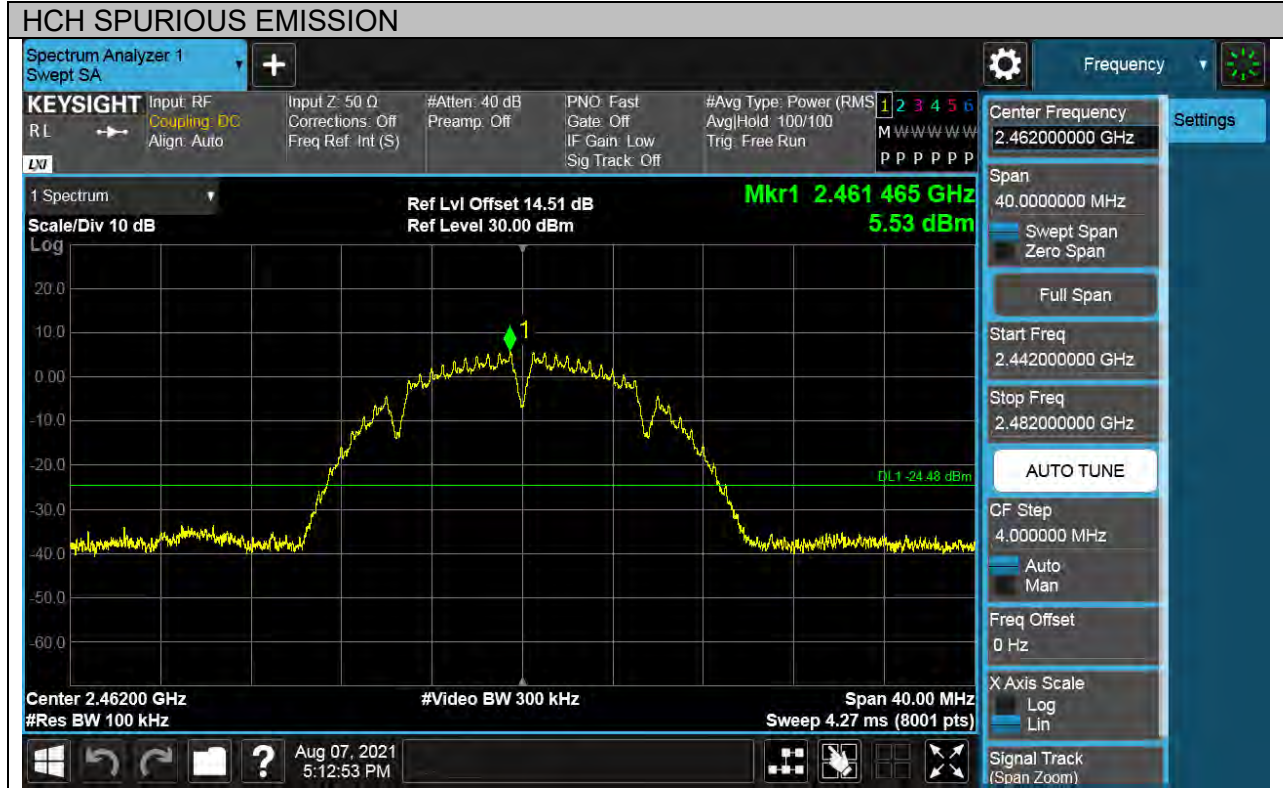 HCH SPURIOUS EMISSION
Spectrum Analyzer 1
Swept SA
+
Frequency
KEYSIGHT
RL
LXI
Input: RF
Coupling: DC
Align: Auto
Input Z: 50 Ω
Corrections: Off
Freq Ref: Int (S)
#Atten: 40 dB
Preamp: Off
PNO: Fast
Gate: Off
IF Gain: Low
Sig Track: Off
#Avg Type: Power (RMS
Avg|Hold: 100/100
Trig: Free Run
1 2 3 4 5 6
M W W W W W
P P P P P P
Center Frequency
2.462000000 GHz
Settings
Span
40.0000000 MHz
Swept Span
Zero Span
Full Span
Start Freq
2.442000000 GHz
Stop Freq
2.482000000 GHz
AUTO TUNE
CF Step
4.000000 MHz
Auto
Man
Freq Offset
0 Hz
X Axis Scale
Log
Lin
Signal Track
(Span Zoom)
1 Spectrum
Scale/Div 10 dB
Ref Lvl Offset 14.51 dB
Ref Level 30.00 dBm
Mkr1 2.461 465 GHz
5.53 dBm
Log
20.0
10.0
1
0.00
-10.0
-20.0
DL1 -24.48 dBm
-30.0
-40.0
-50.0
-60.0
Center 2.46200 GHz
#Video BW 300 kHz
Span 40.00 MHz
#Res BW 100 kHz
Sweep 4.27 ms (8001 pts)
?
Aug 07, 2021
5:12:53 PM